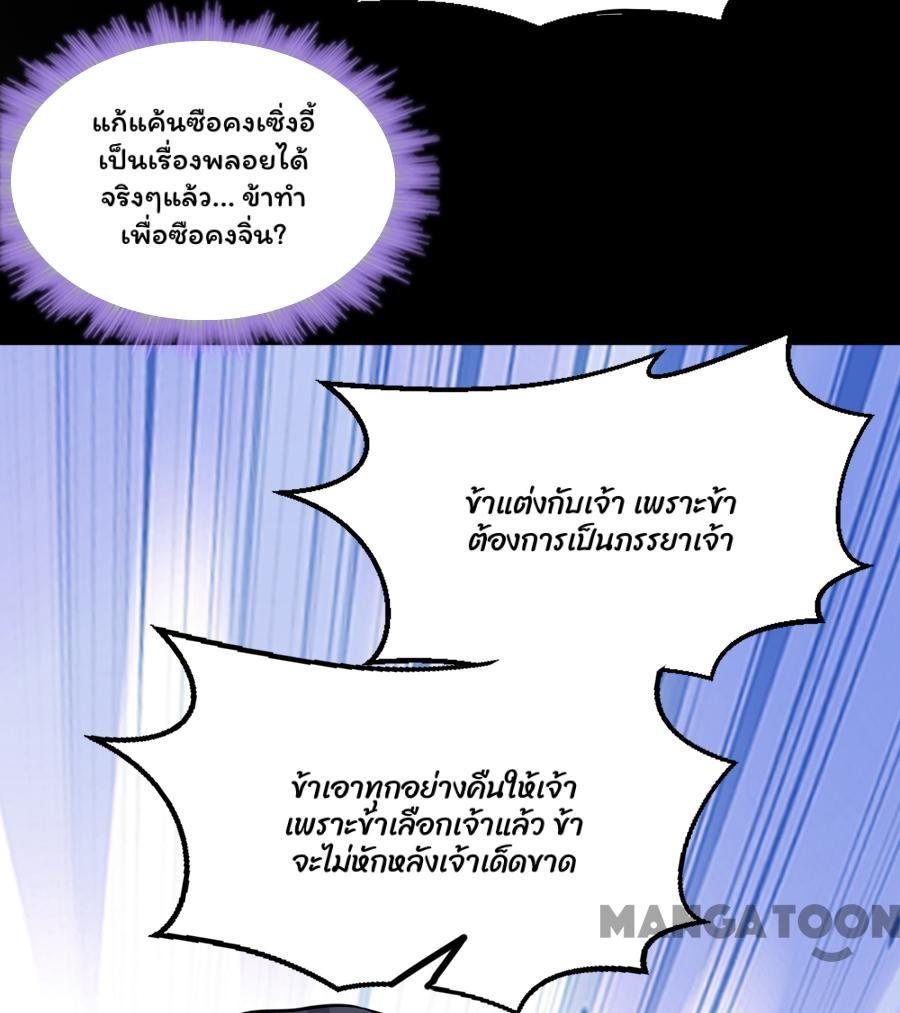 แก้แค้นซือคงเซิ่งอี้
เป็นเรื่องพลอยได้
จริงๆแล้ว... ข้าทำ
เพื่อซือคงจิ่น?
ข้าแต่งกับเจ้า เพราะข้า
ต้องการเป็นภรรยาเจ้า
ข้าเอาทุกอย่างคืนให้เจ้า
เพราะข้าเลือกเจ้าแล้ว ข้า
จะไม่หักหลังเจ้าเด็ดขาด
MANGATOON